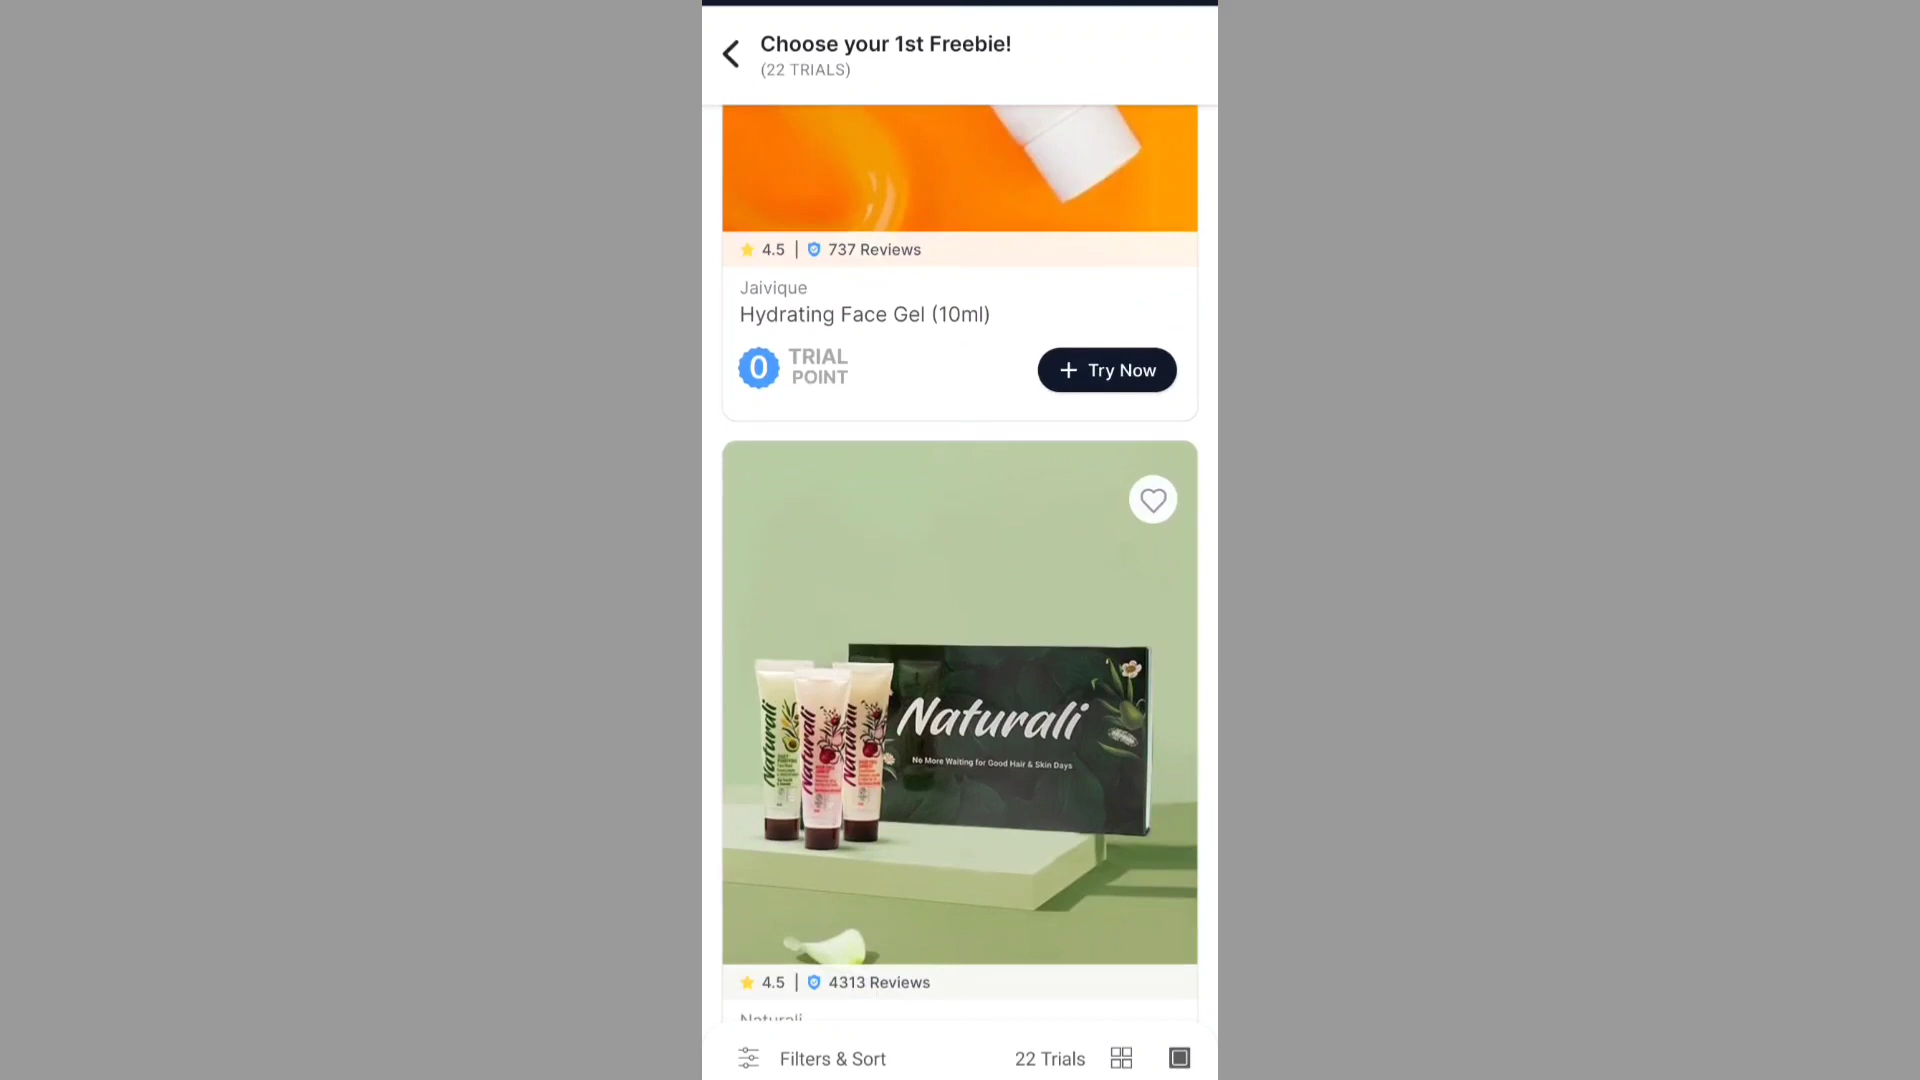 Choose your 1st Freebie!
(22 TRIALS)
4.5 | 737 Reviews
Jaivique
Hydrating Face Gel (10ml)
0 TRIAL
POINT
+ Try Now
Naturali
No More Waiting for Good Hair & Skin Days
Naturali
Naturali
Naturali
4.5 | 4313 Reviews
Naturali
Filters & Sort
22 Trials